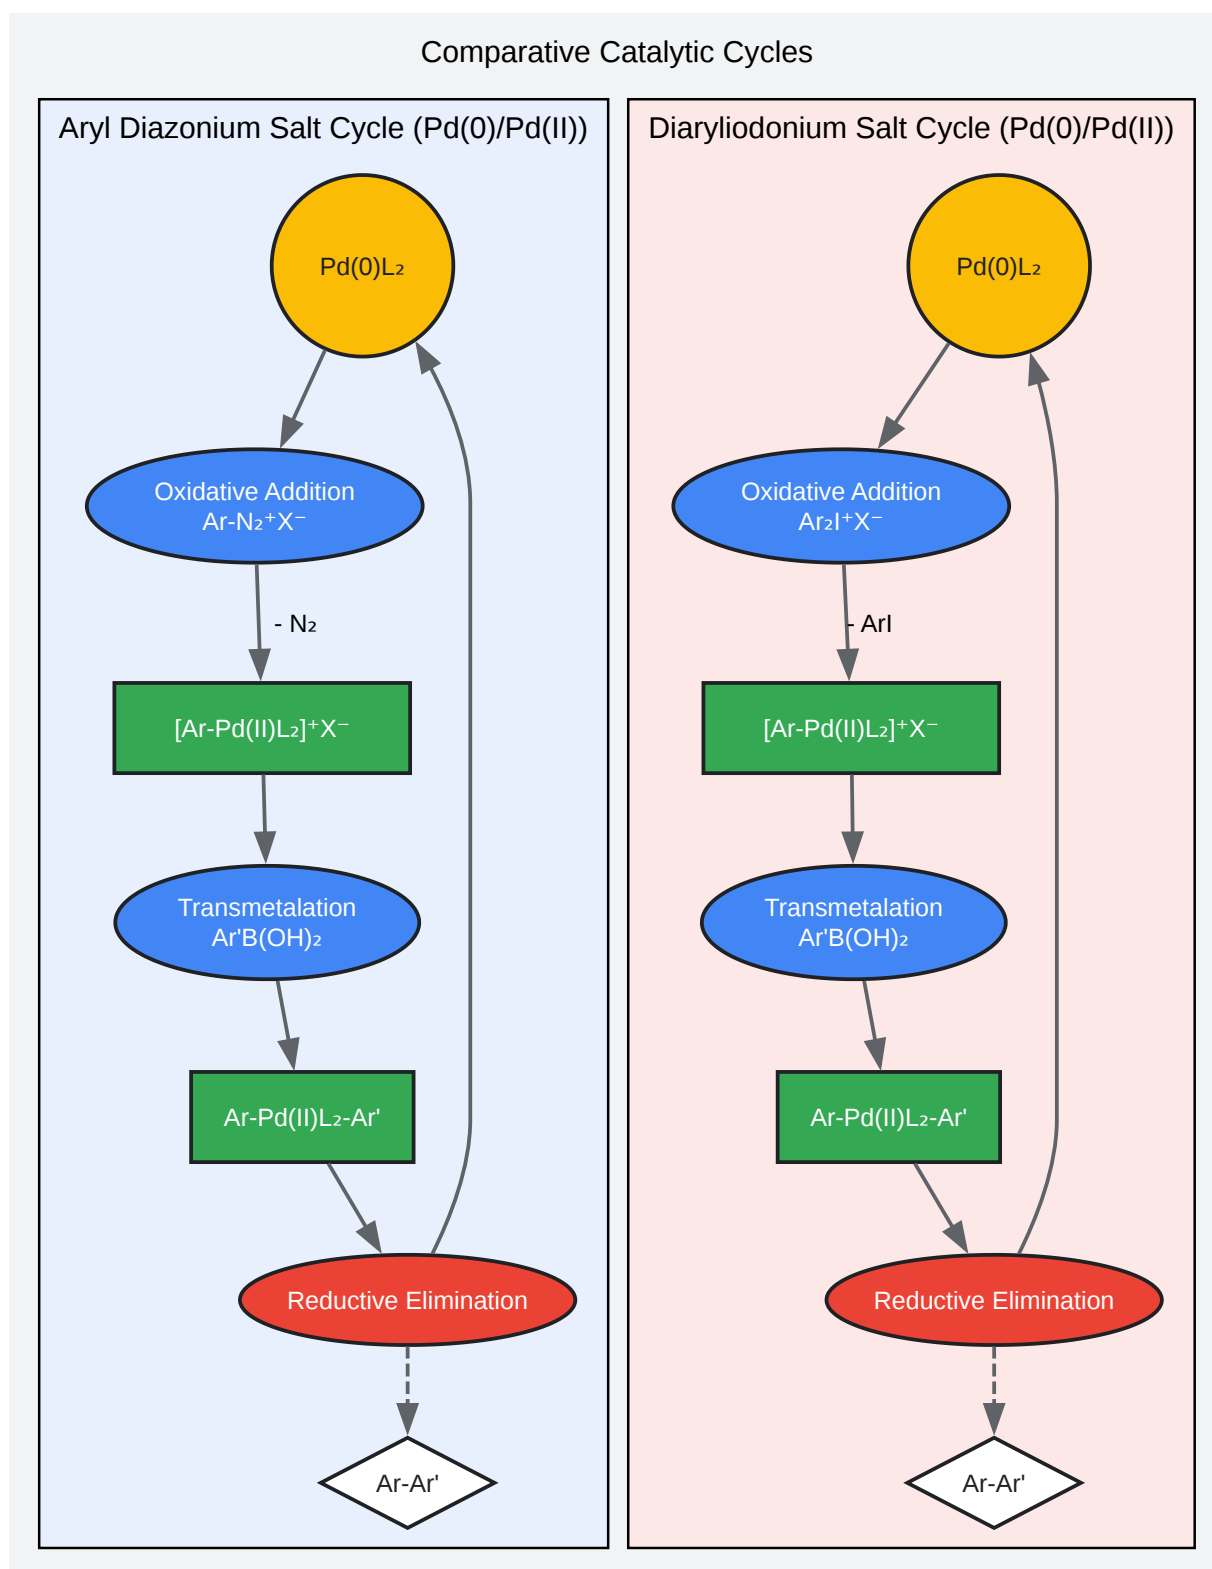 Comparative Catalytic Cycles
Aryl Diazonium Salt Cycle (Pd(0)/Pd(II))
Pd(0)L₂
Oxidative Addition
Ar-N₂⁺X⁻
- N₂
[Ar-Pd(II)L₂]⁺X⁻
Transmetalation
Ar'B(OH)₂
Ar-Pd(II)L₂-Ar'
Reductive Elimination
Ar-Ar'
Diaryliodonium Salt Cycle (Pd(0)/Pd(II))
Pd(0)L₂
Oxidative Addition
Ar₂I⁺X⁻
- ArI
[Ar-Pd(II)L₂]⁺X⁻
Transmetalation
Ar'B(OH)₂
Ar-Pd(II)L₂-Ar'
Reductive Elimination
Ar-Ar'